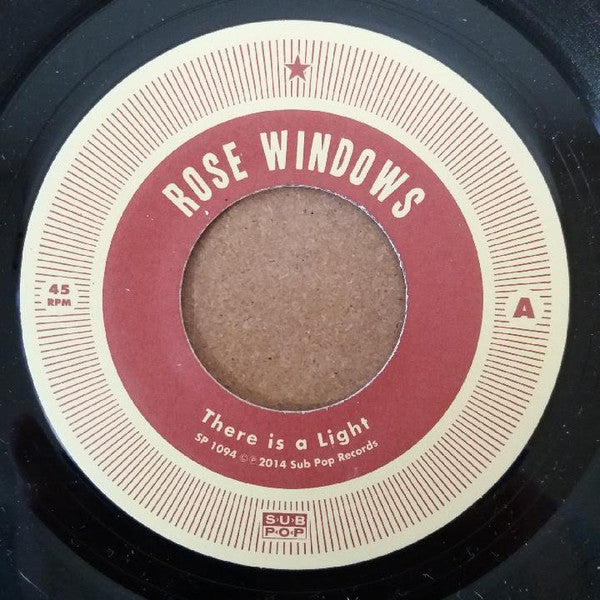 ROSE WINDOWS
45
RPM
A
There is a Light
SP 1094 ©℗ 2014 Sub Pop Records
SUB
POP